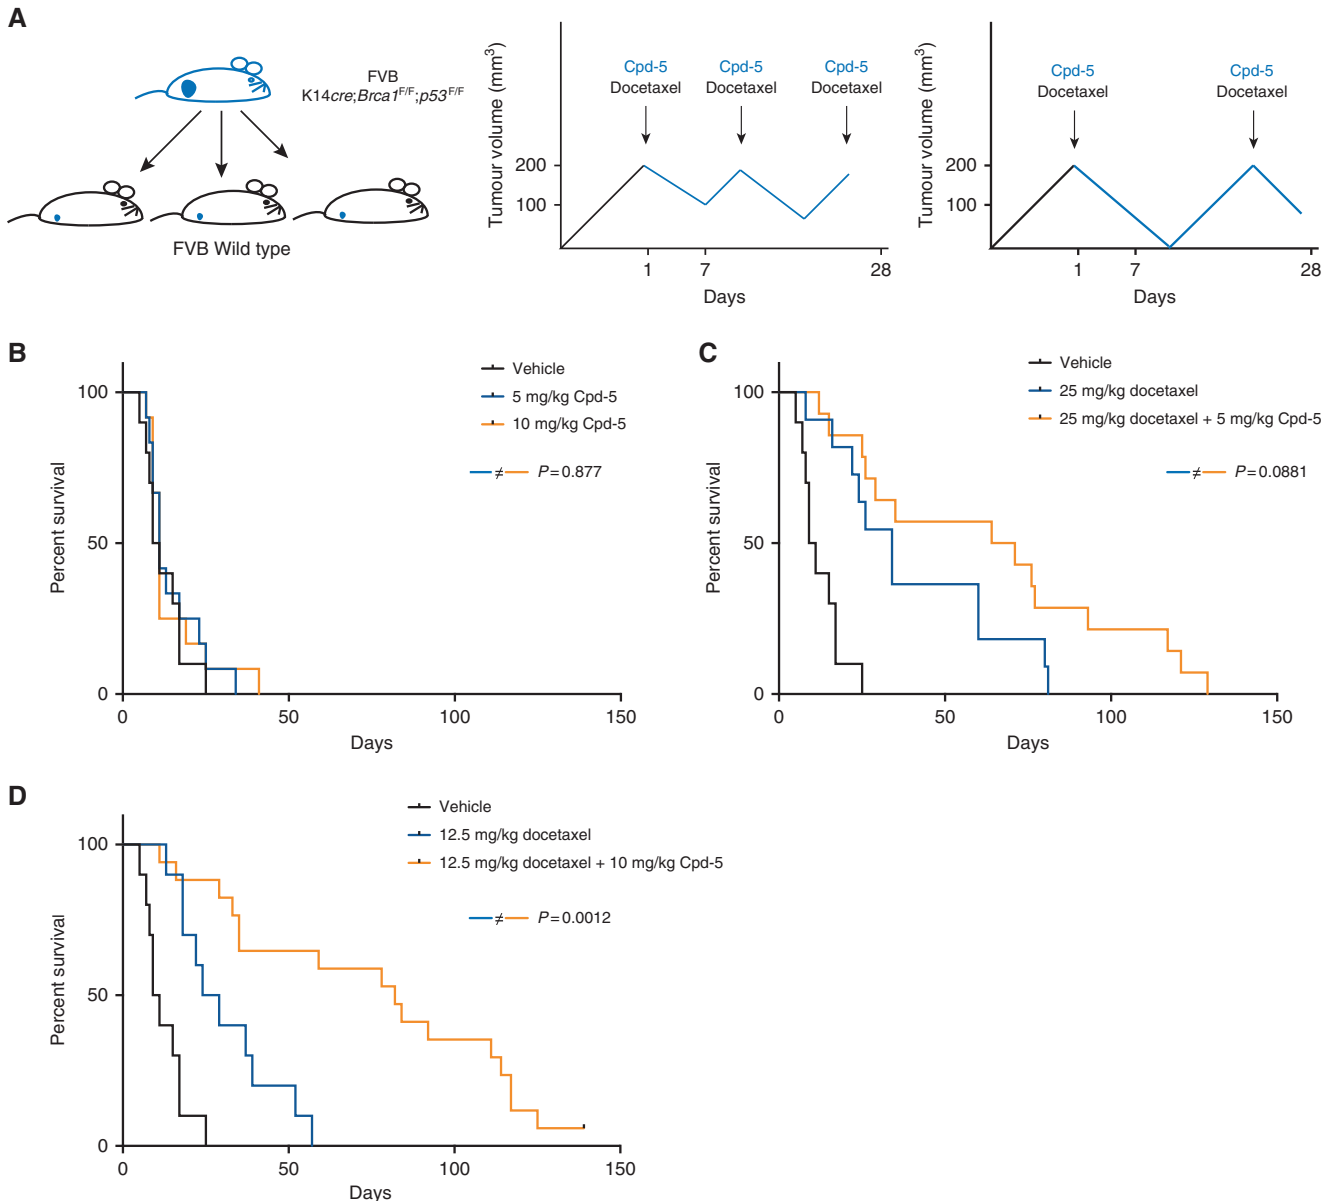 A
FVB
K14cre;Brca1F/F;p53F/F
FVB Wild type
Tumour volume (mm3)
200
100
Cpd-5
Docetaxel
Cpd-5
Docetaxel
Cpd-5
Docetaxel
1
7
28
Days
Tumour volume (mm3)
200
100
Cpd-5
Docetaxel
Cpd-5
Docetaxel
1
7
28
Days
B
Percent survival
100
50
0
Vehicle
5 mg/kg Cpd-5
10 mg/kg Cpd-5
≠ P=0.877
0
50
100
150
Days
C
Percent survival
100
50
0
Vehicle
25 mg/kg docetaxel
25 mg/kg docetaxel + 5 mg/kg Cpd-5
≠ P=0.0881
0
50
100
150
Days
D
Percent survival
100
50
0
Vehicle
12.5 mg/kg docetaxel
12.5 mg/kg docetaxel + 10 mg/kg Cpd-5
≠ P=0.0012
0
50
100
150
Days